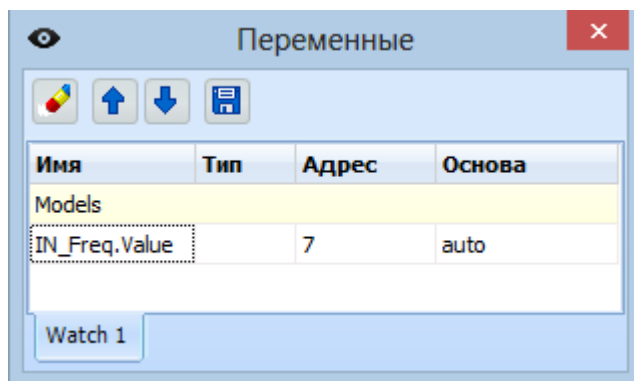 Переменные
Имя Тип Адрес Основа
Models
IN_Freq.Value 7 auto
Watch 1